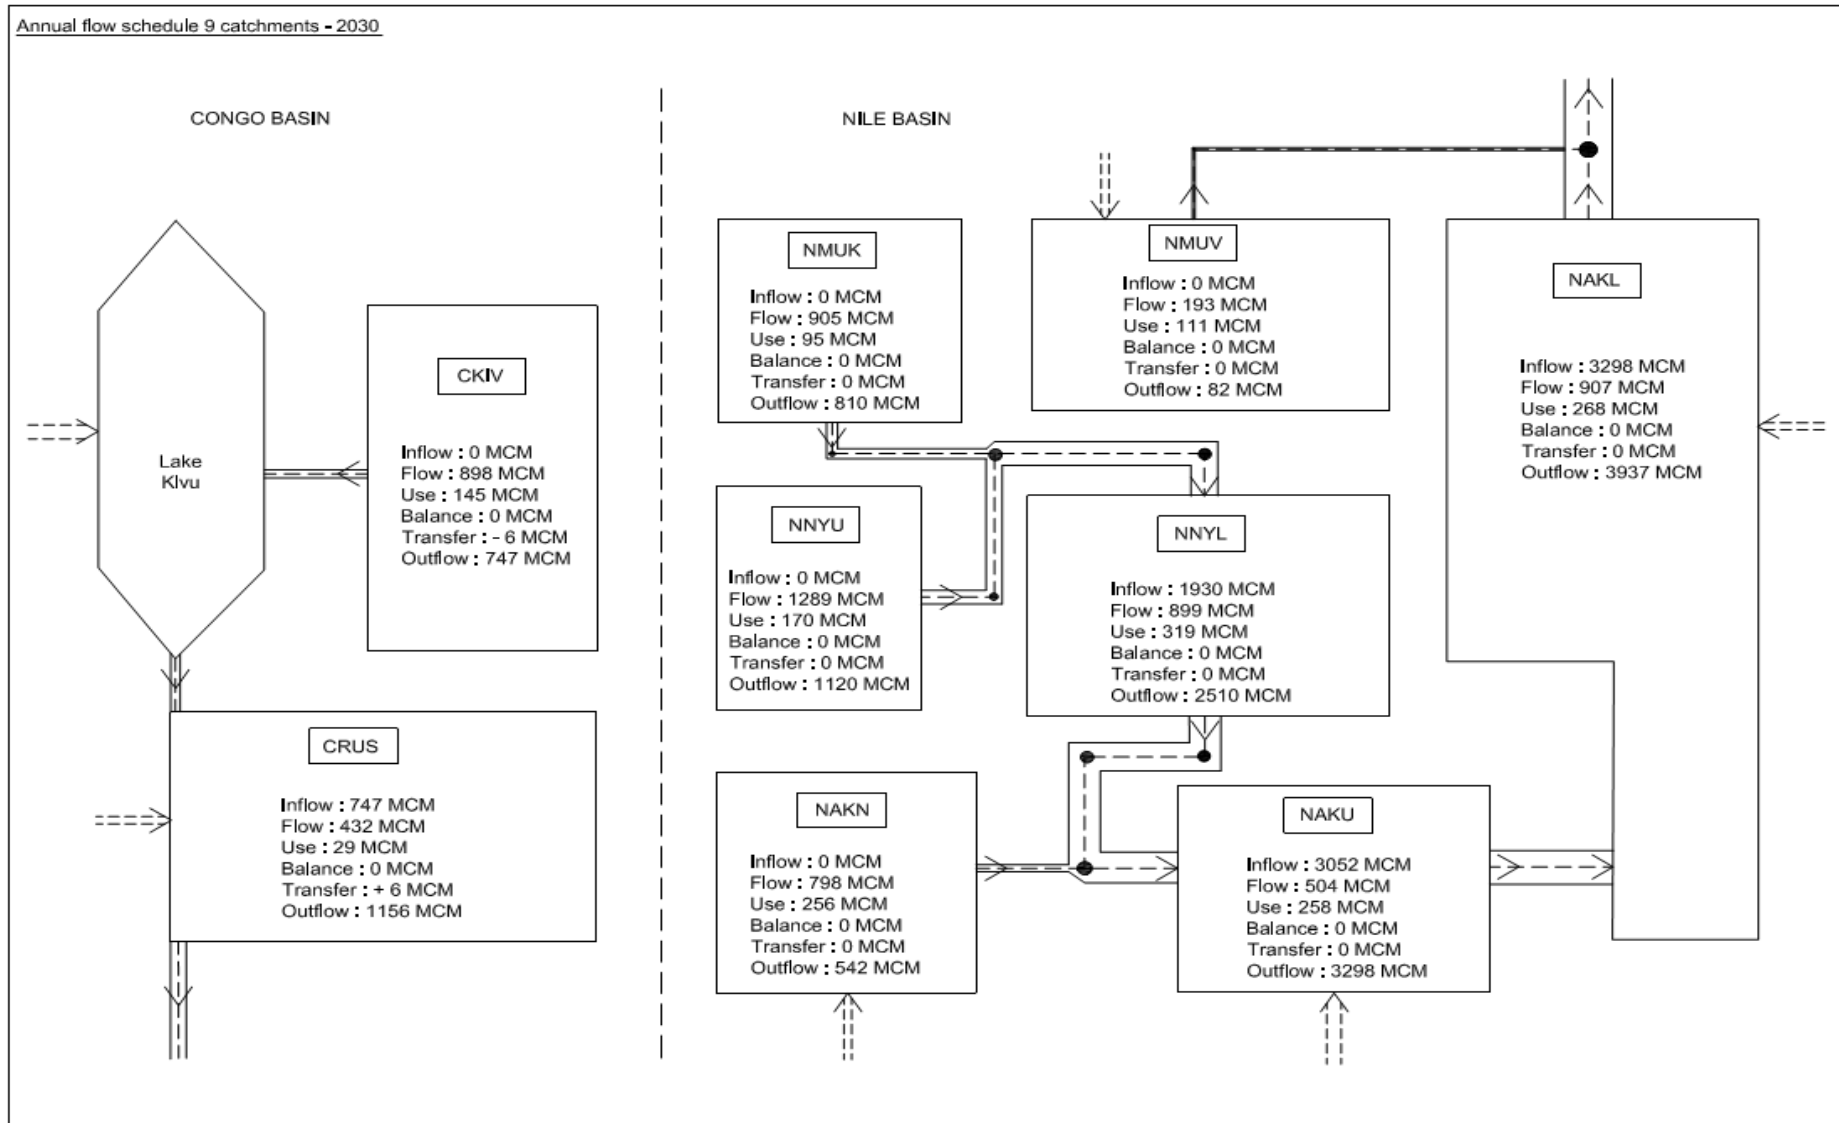 Annual flow schedule 9 catchments - 2030
CONGO BASIN
NILE BASIN
Lake
KIvu
CKIV
Inflow : 0 MCM
Flow : 898 MCM
Use : 145 MCM
Balance : 0 MCM
Transfer : - 6 MCM
Outflow : 747 MCM
CRUS
Inflow : 747 MCM
Flow : 432 MCM
Use : 29 MCM
Balance : 0 MCM
Transfer : + 6 MCM
Outflow : 1156 MCM
NMUK
Inflow : 0 MCM
Flow : 905 MCM
Use : 95 MCM
Balance : 0 MCM
Transfer : 0 MCM
Outflow : 810 MCM
NMUV
Inflow : 0 MCM
Flow : 193 MCM
Use : 111 MCM
Balance : 0 MCM
Transfer : 0 MCM
Outflow : 82 MCM
NAKL
Inflow : 3298 MCM
Flow : 907 MCM
Use : 268 MCM
Balance : 0 MCM
Transfer : 0 MCM
Outflow : 3937 MCM
NNYU
Inflow : 0 MCM
Flow : 1289 MCM
Use : 170 MCM
Balance : 0 MCM
Transfer : 0 MCM
Outflow : 1120 MCM
NNYL
Inflow : 1930 MCM
Flow : 899 MCM
Use : 319 MCM
Balance : 0 MCM
Transfer : 0 MCM
Outflow : 2510 MCM
NAKN
Inflow : 0 MCM
Flow : 798 MCM
Use : 256 MCM
Balance : 0 MCM
Transfer : 0 MCM
Outflow : 542 MCM
NAKU
Inflow : 3052 MCM
Flow : 504 MCM
Use : 258 MCM
Balance : 0 MCM
Transfer : 0 MCM
Outflow : 3298 MCM